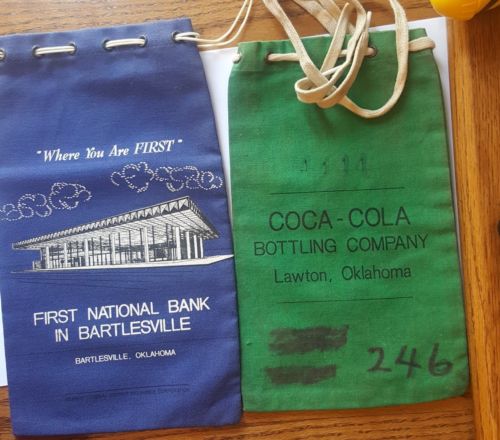 "Where You Are FIRST"
FIRST NATIONAL BANK
IN BARTLESVILLE
BARTLESVILLE, OKLAHOMA
COCA-COLA
BOTTLING COMPANY
Lawton, Oklahoma
246